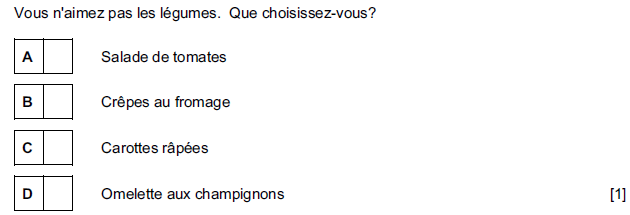 Vous n'aimez pas les légumes. Que choisissez-vous?
A Salade de tomates
B Crêpes au fromage
C Carottes râpées
D Omelette aux champignons [1]